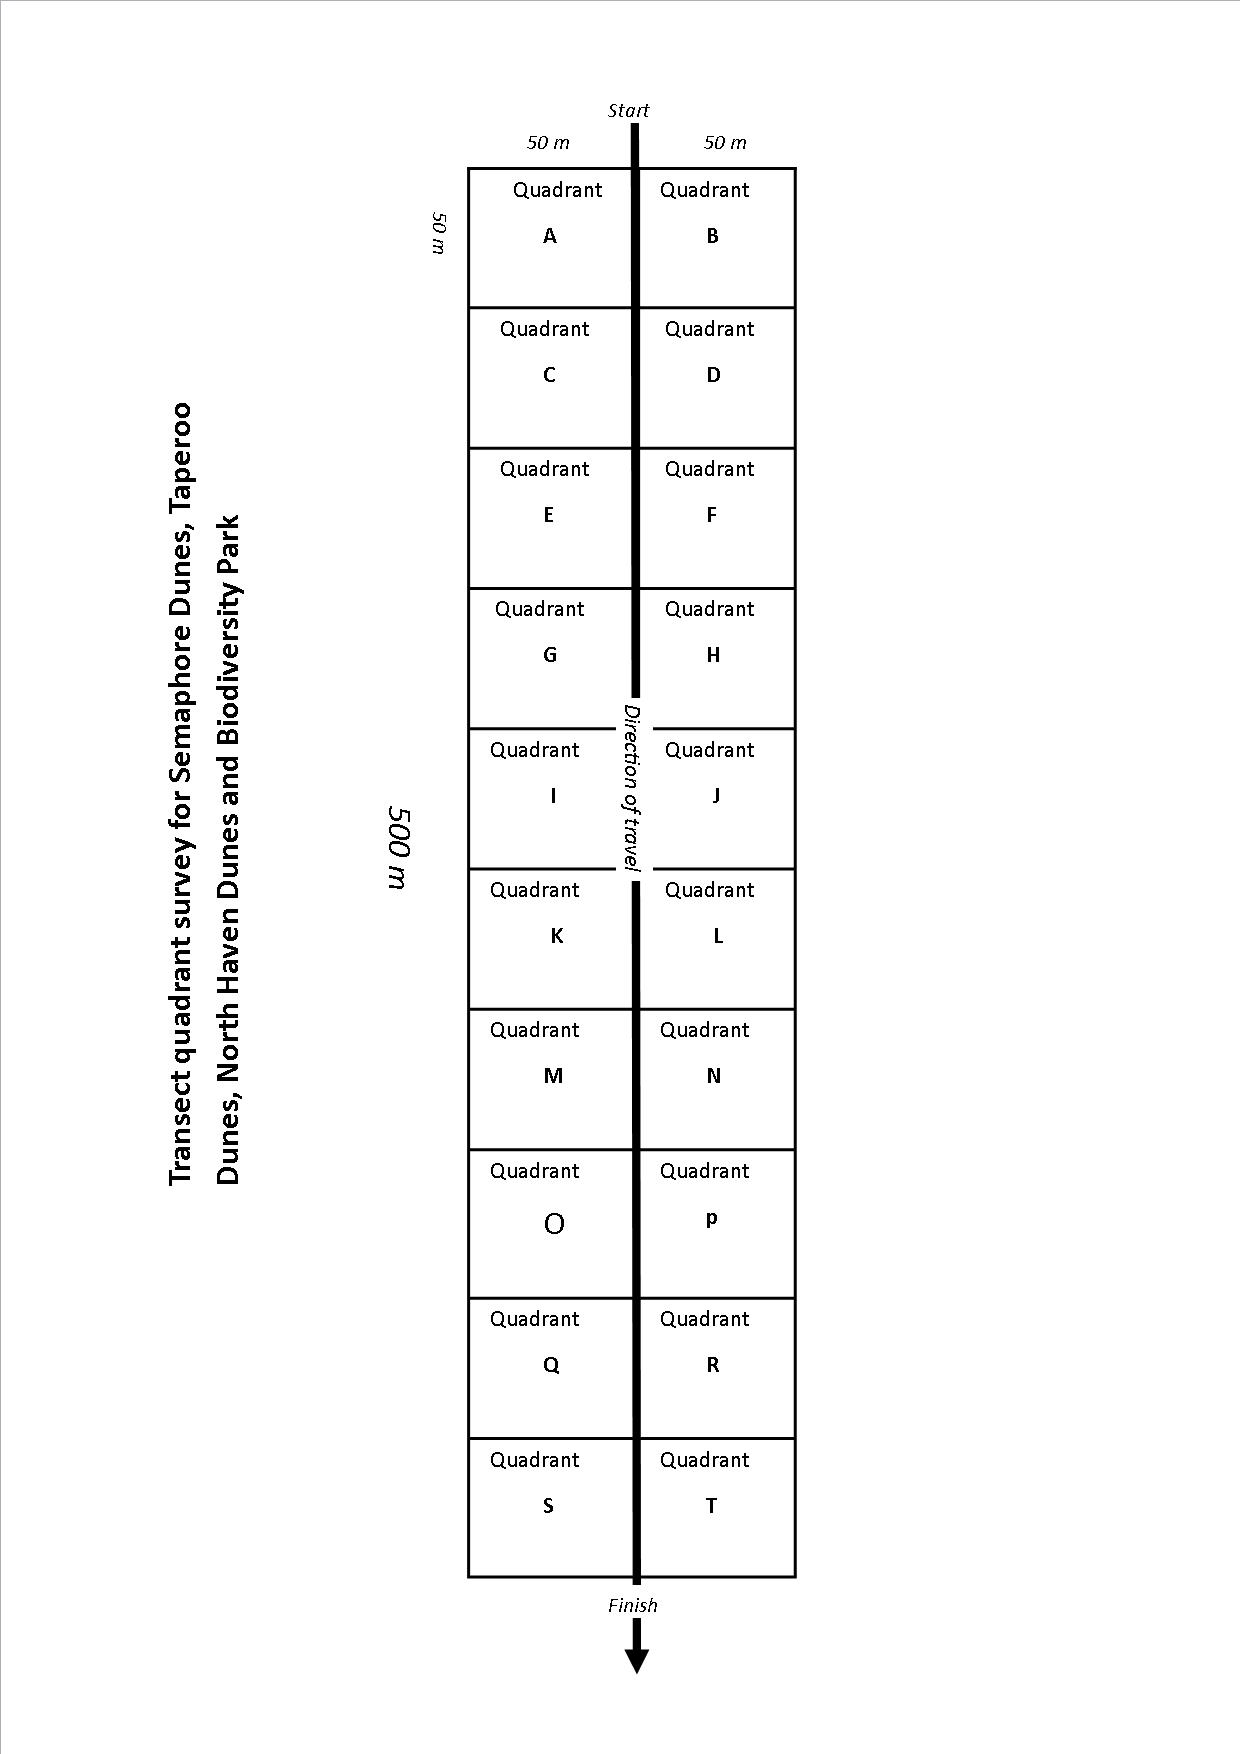 Transect quadrant survey for Semaphore Dunes, Taperoo
Dunes, North Haven Dunes and Biodiversity Park
Start
50 m
50 m
50 m
Quadrant
A
Quadrant
B
Quadrant
C
Quadrant
D
Quadrant
E
Quadrant
F
Quadrant
G
Quadrant
H
Direction of travel
500 m
Quadrant
I
Quadrant
J
Quadrant
K
Quadrant
L
Quadrant
M
Quadrant
N
Quadrant
O
Quadrant
p
Quadrant
Q
Quadrant
R
Quadrant
S
Quadrant
T
Finish